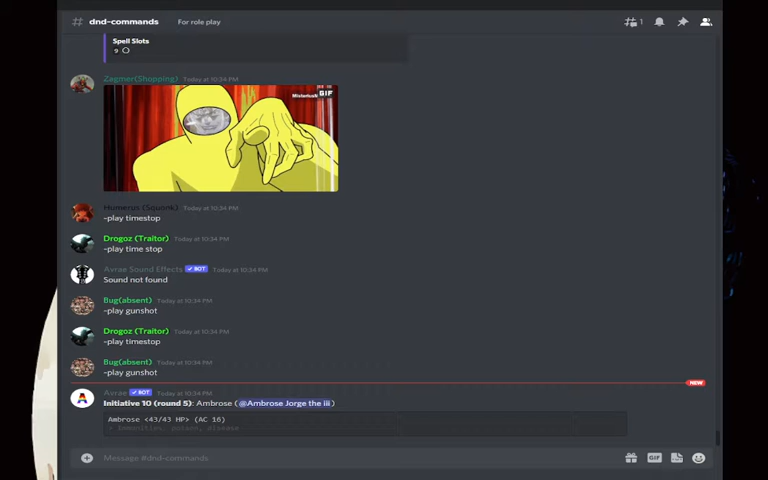 # dnd-commands For role play 1
Spell Slots
9
Zagmer(Shopping) Today at 10:34 PM
GIF
Humerus (Squonk) Today at 10:34 PM
~play timestop
Drogoz (Traitor) Today at 10:34 PM
~play time stop
Avrae Sound Effects BOT Today at 10:34 PM
Sound not found
Bug(absent) Today at 10:34 PM
~play gunshot
Drogoz (Traitor) Today at 10:34 PM
~play timestop
Bug(absent) Today at 10:34 PM
~play gunshot
NEW
Avrae BOT Today at 10:34 PM
Initiative 10 (round 5): Ambrose (@Ambrose Jorge the iii)
Ambrose <43/43 HP> (AC 16)
Message #dnd-commands GIF